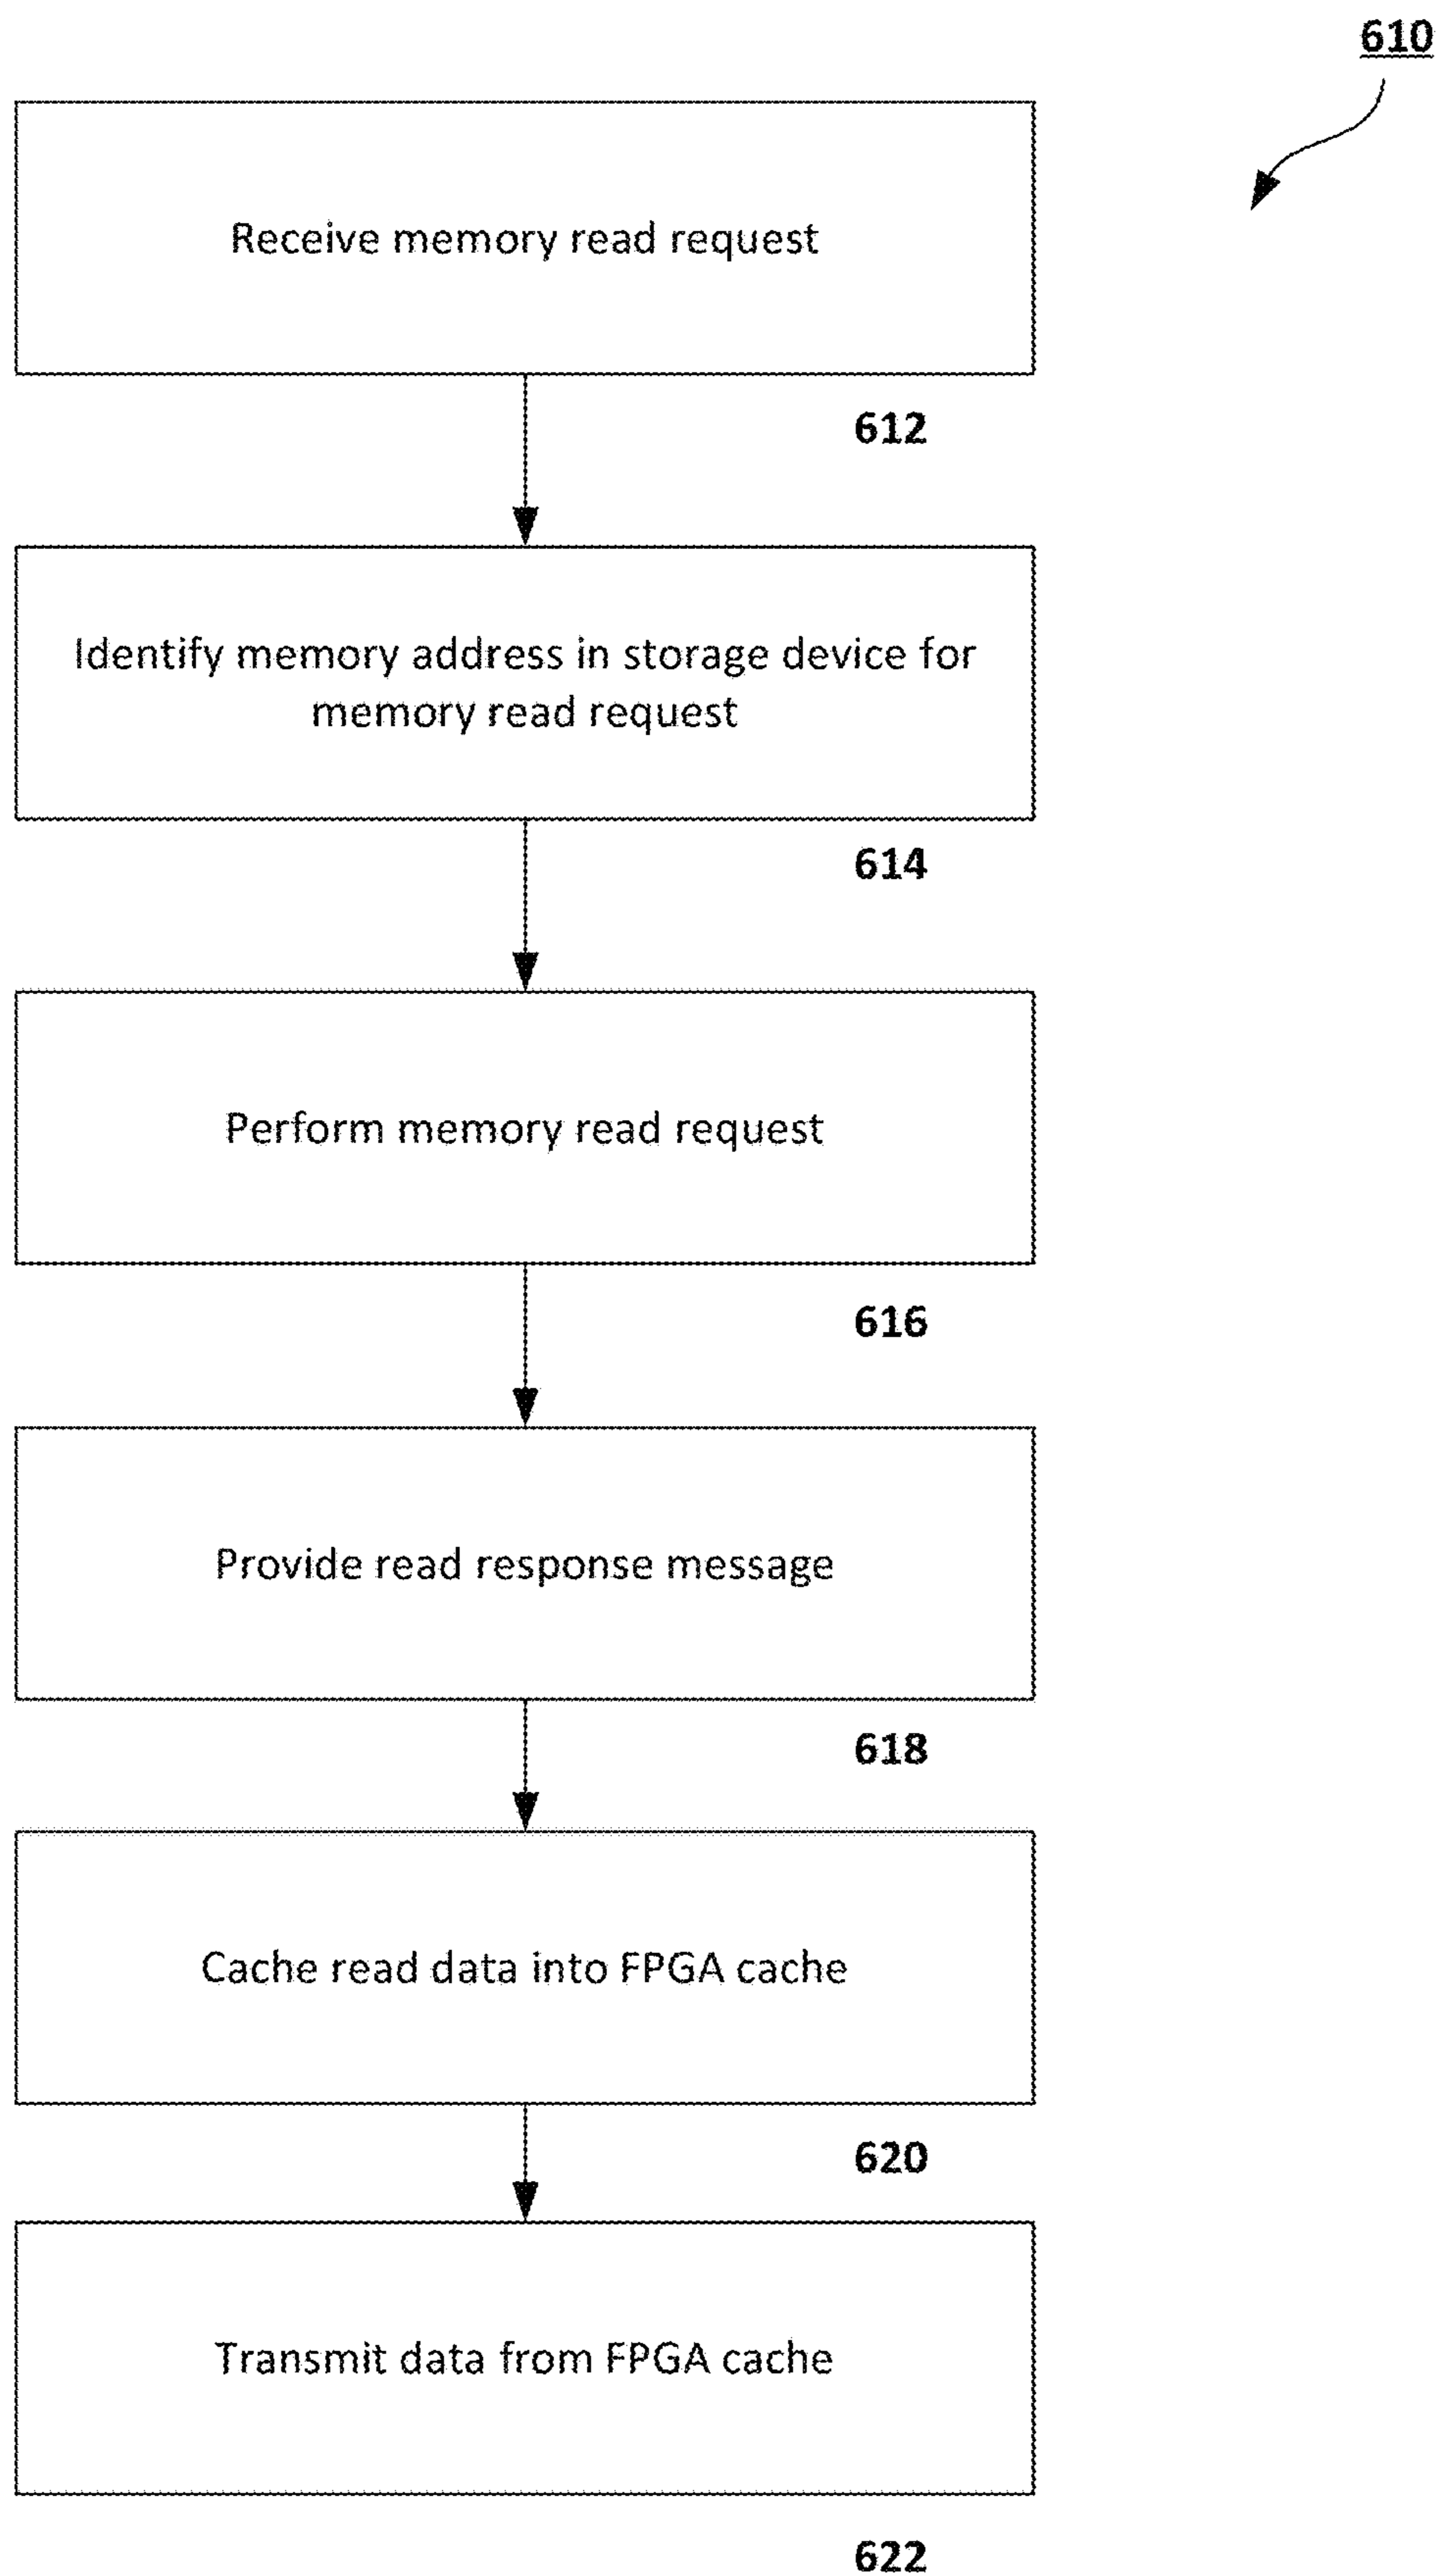 610
Receive memory read request
612
Identify memory address in storage device for
memory read request
614
Perform memory read request
616
Provide read response message
618
Cache read data into FPGA cache
620
Transmit data from FPGA cache
622